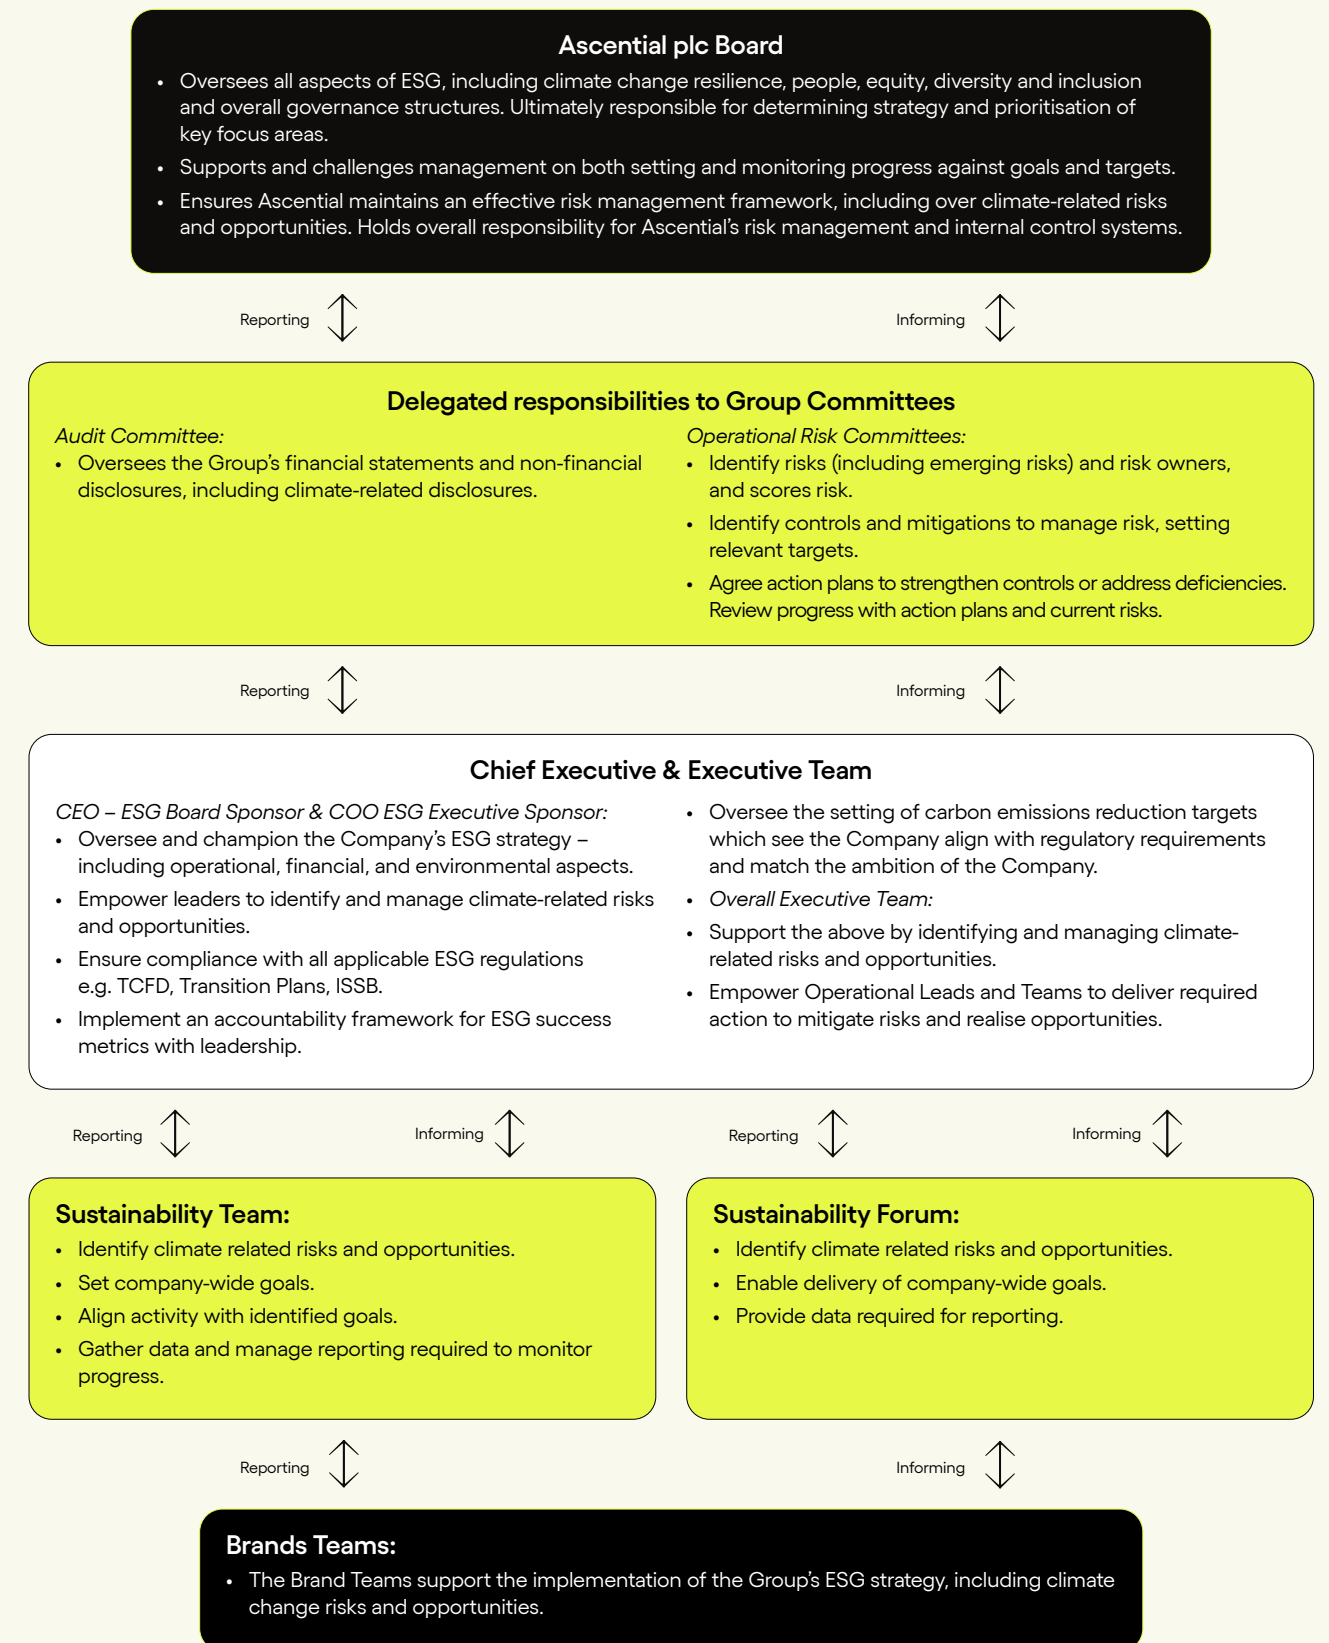 Ascential plc Board
• Oversees all aspects of ESG, including climate change resilience, people, equity, diversity and inclusion
and overall governance structures. Ultimately responsible for determining strategy and prioritisation of
key focus areas.
• Supports and challenges management on both setting and monitoring progress against goals and targets.
• Ensures Ascential maintains an effective risk management framework, including over climate-related risks
and opportunities. Holds overall responsibility for Ascential's risk management and internal control systems.
Reporting
Informing
Delegated responsibilities to Group Committees
Audit Committee:
• Oversees the Group's financial statements and non-financial
disclosures, including climate-related disclosures.
Operational Risk Committees:
• Identify risks (including emerging risks) and risk owners,
and scores risk.
• Identify controls and mitigations to manage risk, setting
relevant targets.
• Agree action plans to strengthen controls or address deficiencies.
Review progress with action plans and current risks.
Reporting
Informing
Chief Executive & Executive Team
CEO – ESG Board Sponsor & COO ESG Executive Sponsor:
• Oversee and champion the Company's ESG strategy –
including operational, financial, and environmental aspects.
• Empower leaders to identify and manage climate-related risks
and opportunities.
• Ensure compliance with all applicable ESG regulations
e.g. TCFD, Transition Plans, ISSB.
• Implement an accountability framework for ESG success
metrics with leadership.
• Oversee the setting of carbon emissions reduction targets
which see the Company align with regulatory requirements
and match the ambition of the Company.
• Overall Executive Team:
• Support the above by identifying and managing climate-
related risks and opportunities.
• Empower Operational Leads and Teams to deliver required
action to mitigate risks and realise opportunities.
Reporting
Informing
Reporting
Informing
Sustainability Team:
• Identify climate related risks and opportunities.
• Set company-wide goals.
• Align activity with identified goals.
• Gather data and manage reporting required to monitor
progress.
Sustainability Forum:
• Identify climate related risks and opportunities.
• Enable delivery of company-wide goals.
• Provide data required for reporting.
Reporting
Informing
Brands Teams:
• The Brand Teams support the implementation of the Group's ESG strategy, including climate
change risks and opportunities.